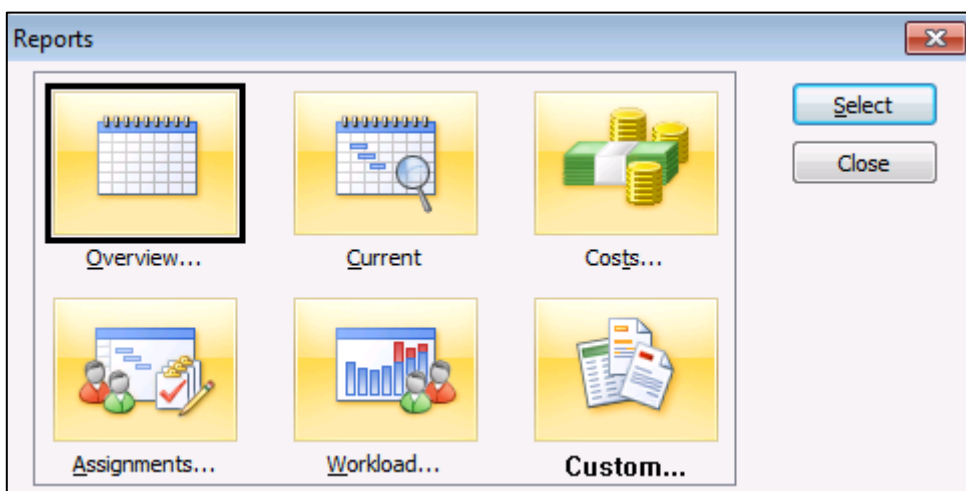 Reports
Select
Close
Overview... Current Costs...
Assignments... Workload... Custom...